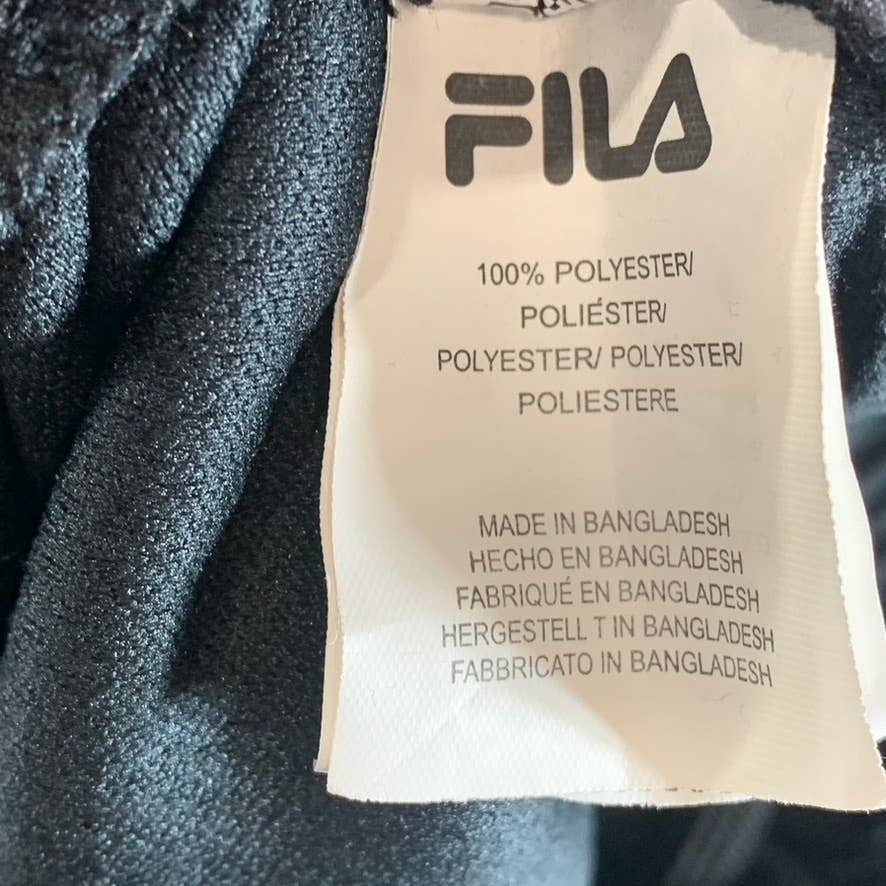 FILA
100% POLYESTER/
POLIÉSTER/
POLYESTER/ POLYESTER/
POLIESTERE
MADE IN BANGLADESH
HECHO EN BANGLADESH
FABRIQUÉ EN BANGLADESH
HERGESTELL T IN BANGLADESH
FABBRICATO IN BANGLADESH